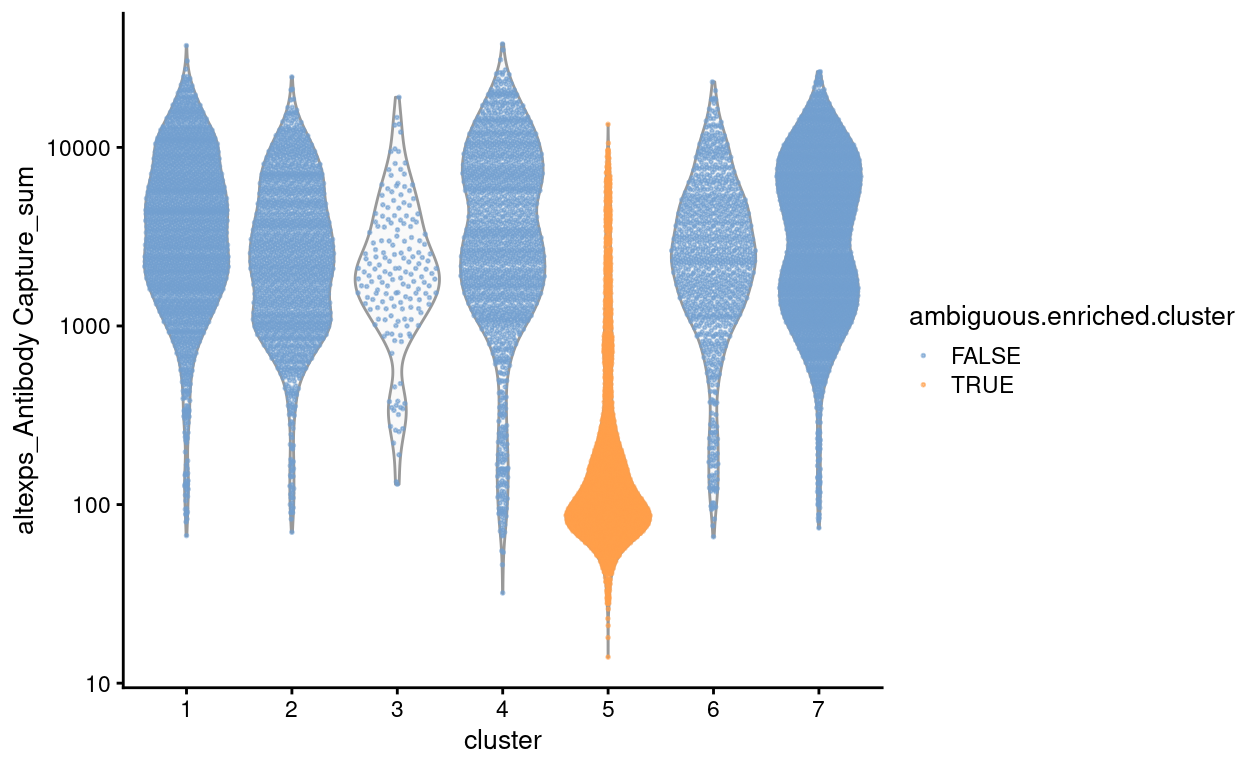 altexps_Antibody Capture_sum
10000
1000
100
10
1
2
3
4
5
6
7
cluster
ambiguous.enriched.cluster
FALSE
TRUE